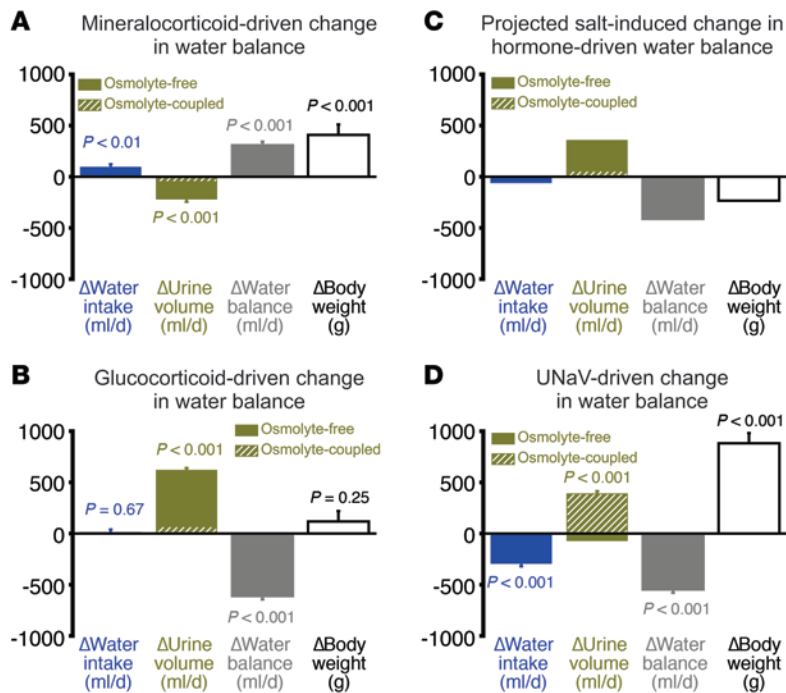 A
Mineralocorticoid-driven change
in water balance
1000
500
0
-500
-1000
Osmolyte-free
Osmolyte-coupled
P < 0.01
P < 0.001
P < 0.001
P < 0.001
ΔWater
intake
(ml/d)
ΔUrine
volume
(ml/d)
ΔWater
balance
(ml/d)
ΔBody
weight
(g)
C
Projected salt-induced change in
hormone-driven water balance
1000
500
0
-500
-1000
Osmolyte-free
Osmolyte-coupled
ΔWater
intake
(ml/d)
ΔUrine
volume
(ml/d)
ΔWater
balance
(ml/d)
ΔBody
weight
(g)
B
Glucocorticoid-driven change
in water balance
1000
500
0
-500
-1000
Osmolyte-free
Osmolyte-coupled
P = 0.67
P < 0.001
P < 0.001
P = 0.25
ΔWater
intake
(ml/d)
ΔUrine
volume
(ml/d)
ΔWater
balance
(ml/d)
ΔBody
weight
(g)
D
UNaV-driven change
in water balance
1000
500
0
-500
-1000
Osmolyte-free
Osmolyte-coupled
P < 0.001
P < 0.001
P < 0.001
P < 0.001
ΔWater
intake
(ml/d)
ΔUrine
volume
(ml/d)
ΔWater
balance
(ml/d)
ΔBody
weight
(g)